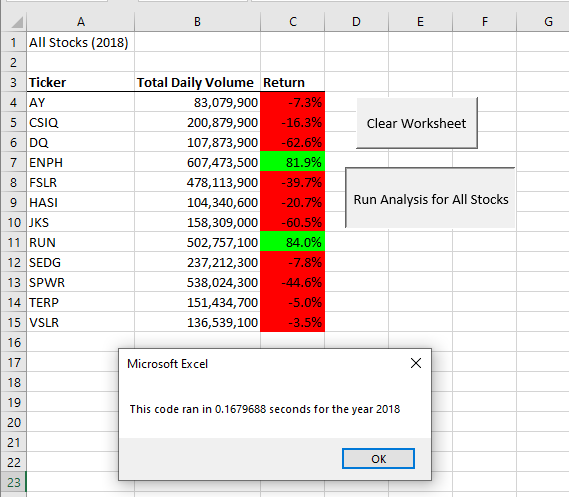 A B C D E F G
1 All Stocks (2018)
2
3 Ticker Total Daily Volume Return
4 AY 83,079,900 -7.3%
Clear Worksheet
5 CSIQ 200,879,900 -16.3%
6 DQ 107,873,900 -62.6%
7 ENPH 607,473,500 81.9%
8 FSLR 478,113,900 -39.7%
Run Analysis for All Stocks
9 HASI 104,340,600 -20.7%
10 JKS 158,309,000 -60.5%
11 RUN 502,757,100 84.0%
12 SEDG 237,212,300 -7.8%
13 SPWR 538,024,300 -44.6%
14 TERP 151,434,700 -5.0%
15 VSLR 136,539,100 -3.5%
16
17
18
19
20
21
22
23
Microsoft Excel
This code ran in 0.1679688 seconds for the year 2018
OK